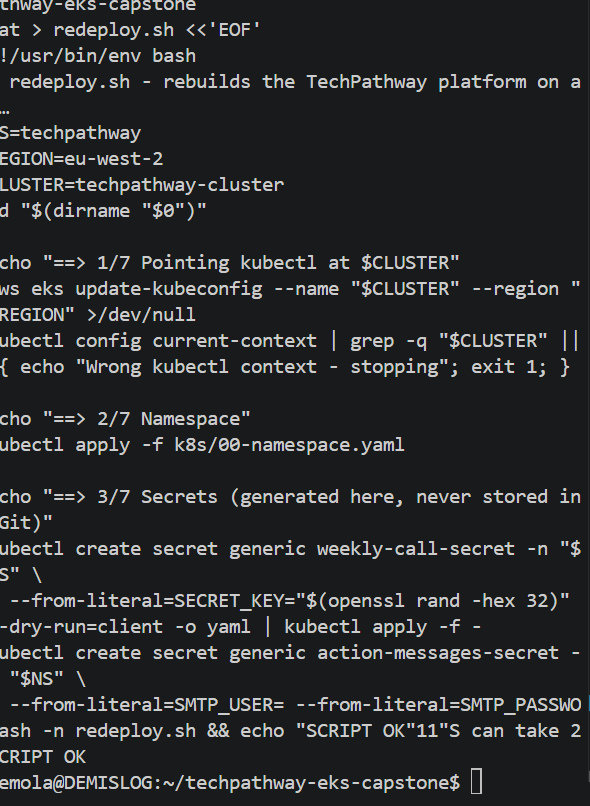 thway-eks-capstone
at > redeploy.sh <<'EOF'
!/usr/bin/env bash
 redeploy.sh - rebuilds the TechPathway platform on a
…
S=techpathway
EGION=eu-west-2
LUSTER=techpathway-cluster
d "$(dirname "$0")"

cho "==> 1/7 Pointing kubectl at $CLUSTER"
ws eks update-kubeconfig --name "$CLUSTER" --region "
REGION" >/dev/null
ubectl config current-context | grep -q "$CLUSTER" ||
{ echo "Wrong kubectl context - stopping"; exit 1; }

cho "==> 2/7 Namespace"
ubectl apply -f k8s/00-namespace.yaml

cho "==> 3/7 Secrets (generated here, never stored in
Git)"
ubectl create secret generic weekly-call-secret -n "$
S" \
 --from-literal=SECRET_KEY="$(openssl rand -hex 32)"
-dry-run=client -o yaml | kubectl apply -f -
ubectl create secret generic action-messages-secret -
 "$NS" \
 --from-literal=SMTP_USER= --from-literal=SMTP_PASSWO
ash -n redeploy.sh && echo "SCRIPT OK"11"S can take 2
CRIPT OK
emola@DEMISLOG:~/techpathway-eks-capstone$